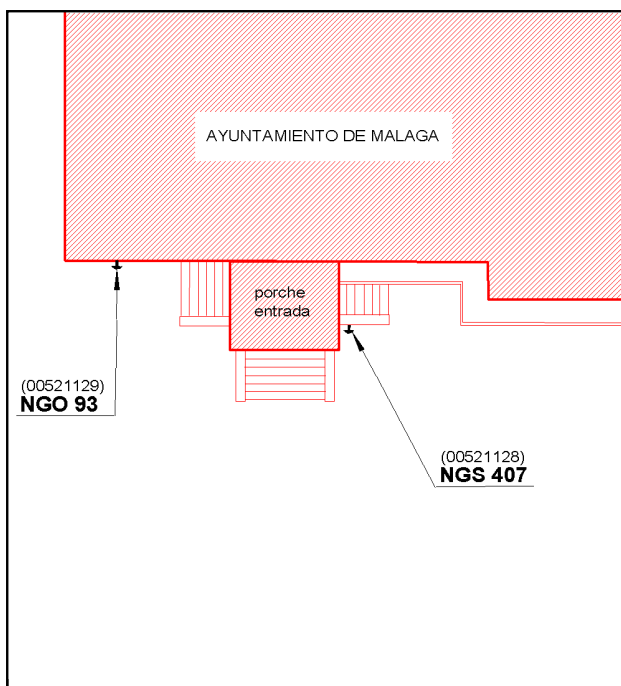 AYUNTAMIENTO DE MALAGA
porche
entrada
(00521129)
NGO 93
(00521128)
NGS 407